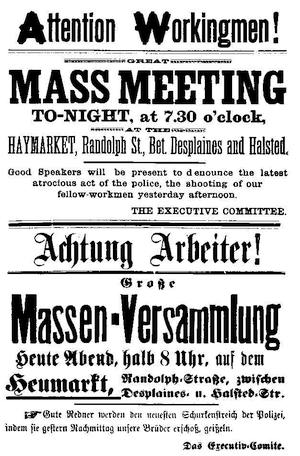 Attention Workingmen!
GREAT
MASS MEETING
TO-NIGHT, at 7.30 o'clock,
AT THE
HAYMARKET, Randolph St., Bet. Desplaines and Halsted.
Good Speakers will be present to denounce the latest
atrocious act of the police, the shooting of our
fellow-workmen yesterday afternoon.
THE EXECUTIVE COMMITTEE.
Achtung Arbeiter!
Große
Massen-Versammlung
Heute Abend, halb 8 Uhr, auf dem
Heumarkt, Randolph-Straße, zwischen
Desplaines- u. Halsted-Str.
☞ Gute Redner werden den neuesten Schurkenstreich der Polizei,
indem sie gestern Nachmittag unsere Brüder erschoß, geißeln.
Das Executiv-Comite.